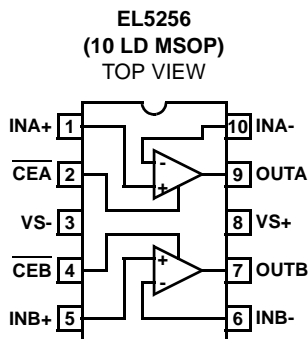 EL5256
(10 LD MSOP)
TOP VIEW
INA+ 1 10 INA-
CEA 2 9 OUTA
VS- 3 8 VS+
CEB 4 7 OUTB
INB+ 5 6 INB-
- +
+ -